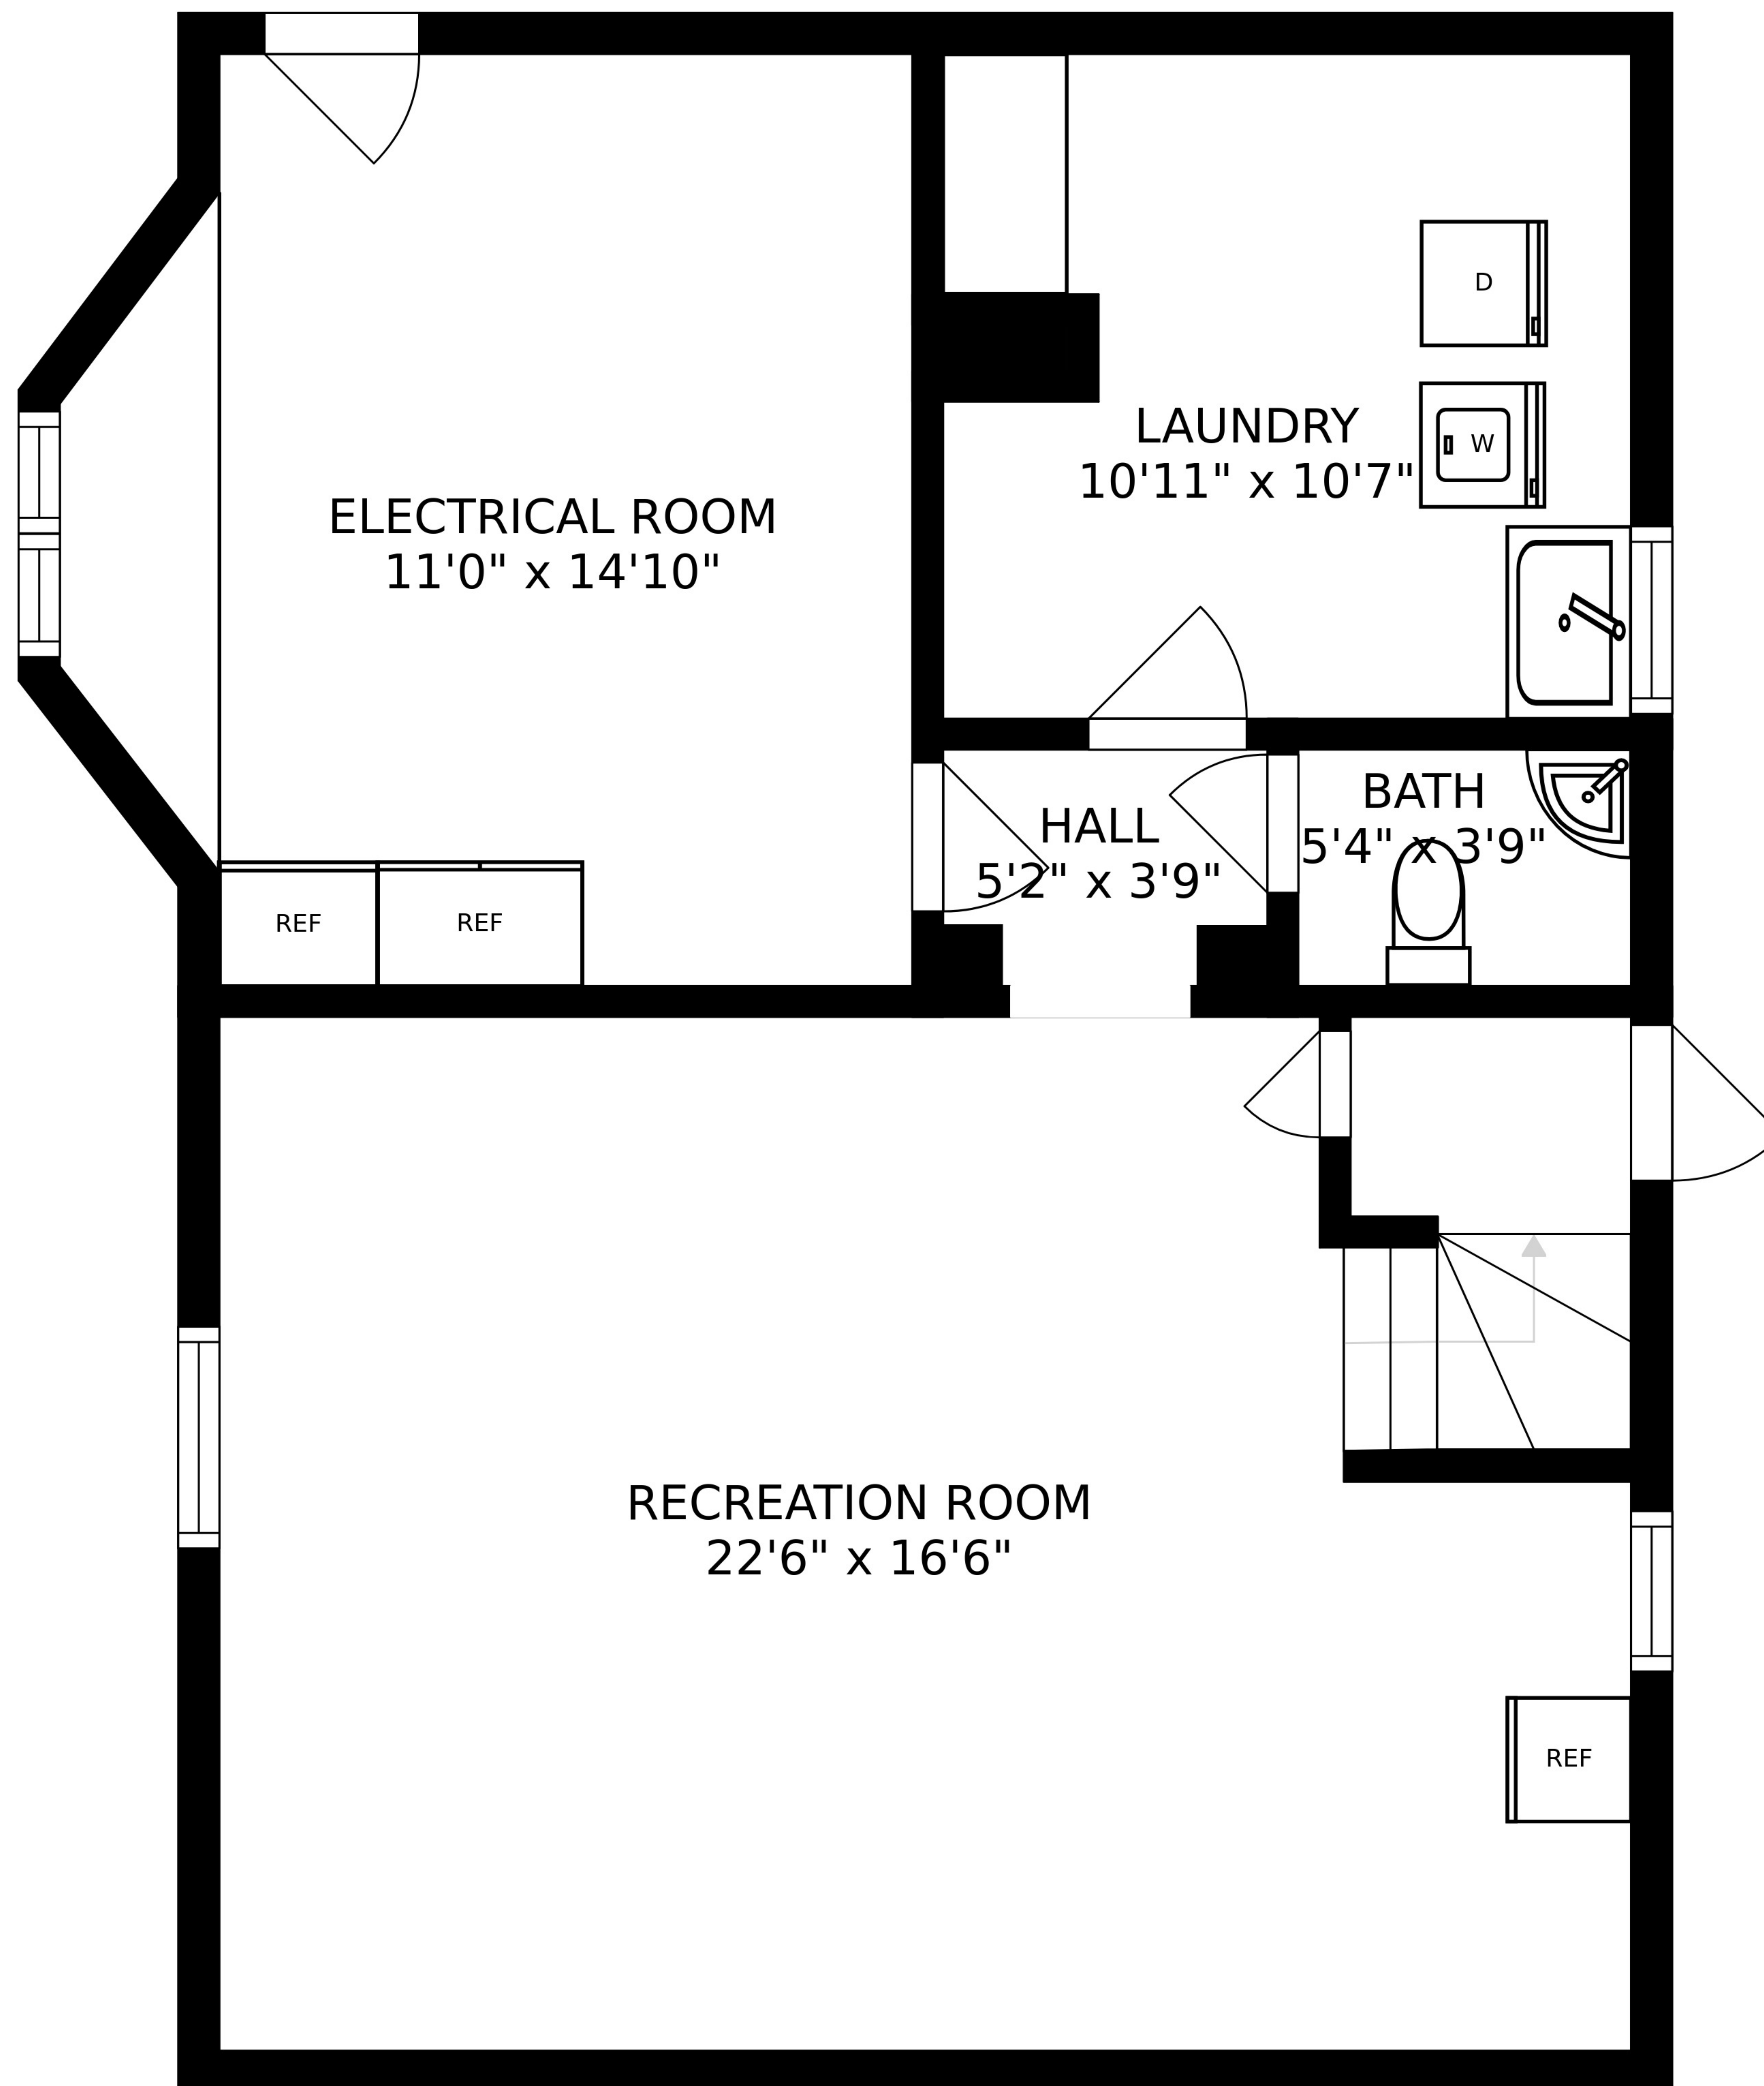 D
W
LAUNDRY
10'11" x 10'7"
ELECTRICAL ROOM
11'0" x 14'10"
BATH
5'4" x 3'9"
HALL
5'2" x 3'9"
REF
REF
RECREATION ROOM
22'6" x 16'6"
REF